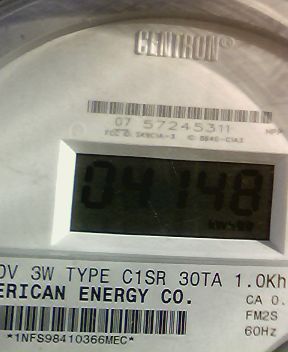 CENTRON®
07 57245311
04148
0V 3W TYPE C1SR 30TA 1.0Kh
ERICAN ENERGY CO.
CA 0.
FM2S
60Hz
*1NFS98410366MEC*